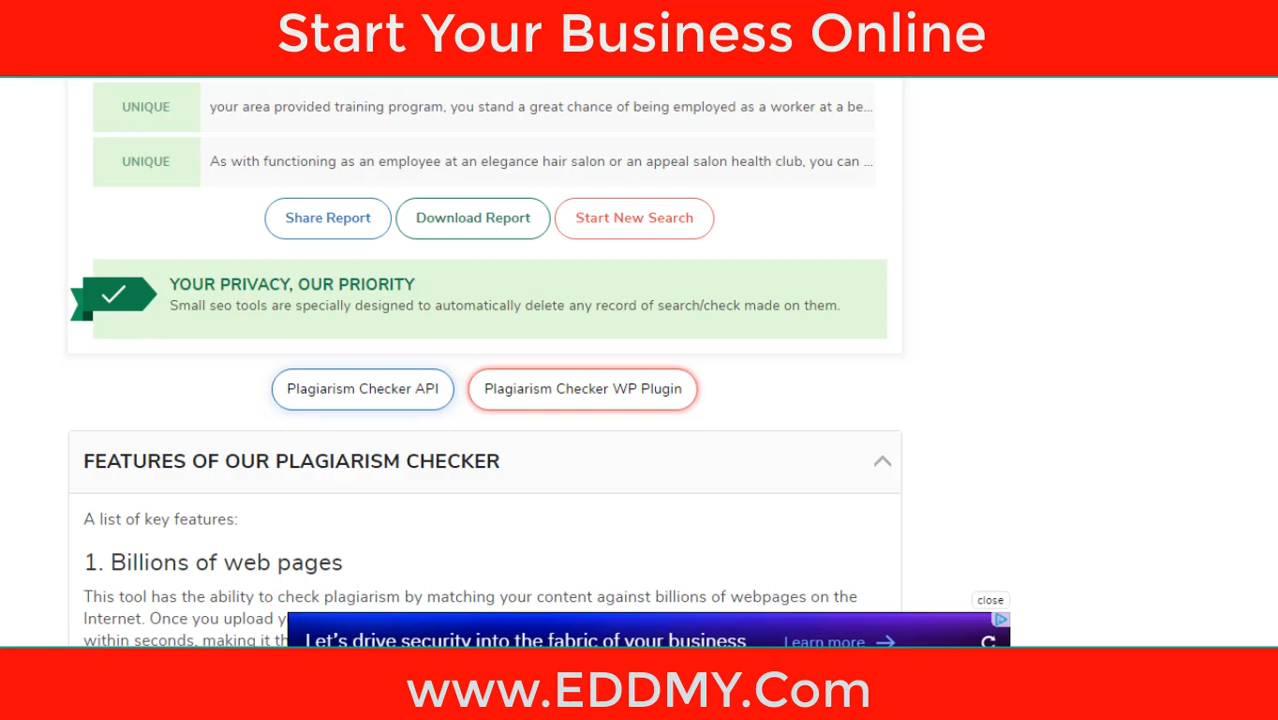 Start Your Business Online
UNIQUE your area provided training program, you stand a great chance of being employed as a worker at a be...
UNIQUE As with functioning as an employee at an elegance hair salon or an appeal salon health club, you can ...
Share Report Download Report Start New Search
YOUR PRIVACY, OUR PRIORITY
Small seo tools are specially designed to automatically delete any record of search/check made on them.
Plagiarism Checker API Plagiarism Checker WP Plugin
FEATURES OF OUR PLAGIARISM CHECKER
A list of key features:
1. Billions of web pages
This tool has the ability to check plagiarism by matching your content against billions of webpages on the
close
Internet. Once you upload y
within seconds, making it th
Let's drive security into the fabric of your business Learn more
www.EDDMY.Com